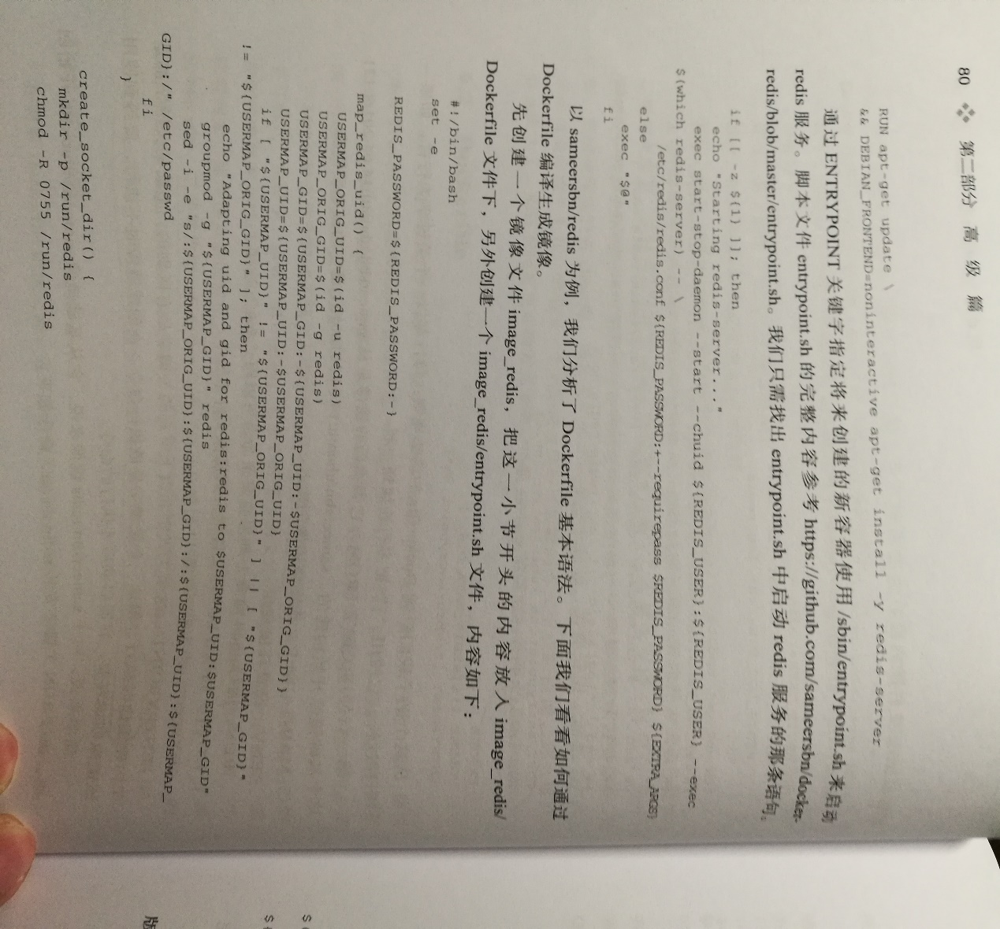 80 ❖ 第二部分 高 级 篇
RUN apt-get update \
&& DEBIAN_FRONTEND=noninteractive apt-get install -y redis-server
通过 ENTRYPOINT 关键字指定将来创建的新容器使用 /sbin/entrypoint.sh 来启动
redis 服务。脚本文件 entrypoint.sh 的完整内容参考 https://github.com/sameersbn/docker-
redis/blob/master/entrypoint.sh。我们只需找出 entrypoint.sh 中启动 redis 服务的那条语句。
if [[ -z ${1} ]]; then
echo "Starting redis-server..."
exec start-stop-daemon --start --chuid ${REDIS_USER}:${REDIS_USER} --exec
$(which redis-server) -- \
/etc/redis/redis.conf ${REDIS_PASSWORD:+--requirepass $REDIS_PASSWORD} ${EXTRA_ARGS}
else
exec "$@"
fi
以 sameersbn/redis 为例，我们分析了 Dockerfile 基本语法。下面我们看看如何通过
Dockerfile 编译生成镜像。
先创建一个镜像文件 image_redis，把这一小节开头的内容放入 image_redis/
Dockerfile 文件下，另外创建一个 image_redis/entrypoint.sh 文件，内容如下：
#!/bin/bash
set -e
REDIS_PASSWORD=${REDIS_PASSWORD:-}
map_redis_uid() {
USERMAP_ORIG_UID=$(id -u redis)
USERMAP_ORIG_GID=$(id -g redis)
USERMAP_GID=${USERMAP_GID:-${USERMAP_UID:-$USERMAP_ORIG_GID}}
USERMAP_UID=${USERMAP_UID:-$USERMAP_ORIG_UID}
if [ "${USERMAP_UID}" != "${USERMAP_ORIG_UID}" ] || [ "${USERMAP_GID}"
!= "${USERMAP_ORIG_GID}" ]; then
echo "Adapting uid and gid for redis:redis to $USERMAP_UID:$USERMAP_GID"
groupmod -g "${USERMAP_GID}" redis
sed -i -e "s/:${USERMAP_ORIG_UID}:${USERMAP_GID}:/:${USERMAP_UID}:${USERMAP_
GID}:/" /etc/passwd
fi
}
create_socket_dir() {
mkdir -p /run/redis
chmod -R 0755 /run/redis
$
$
版